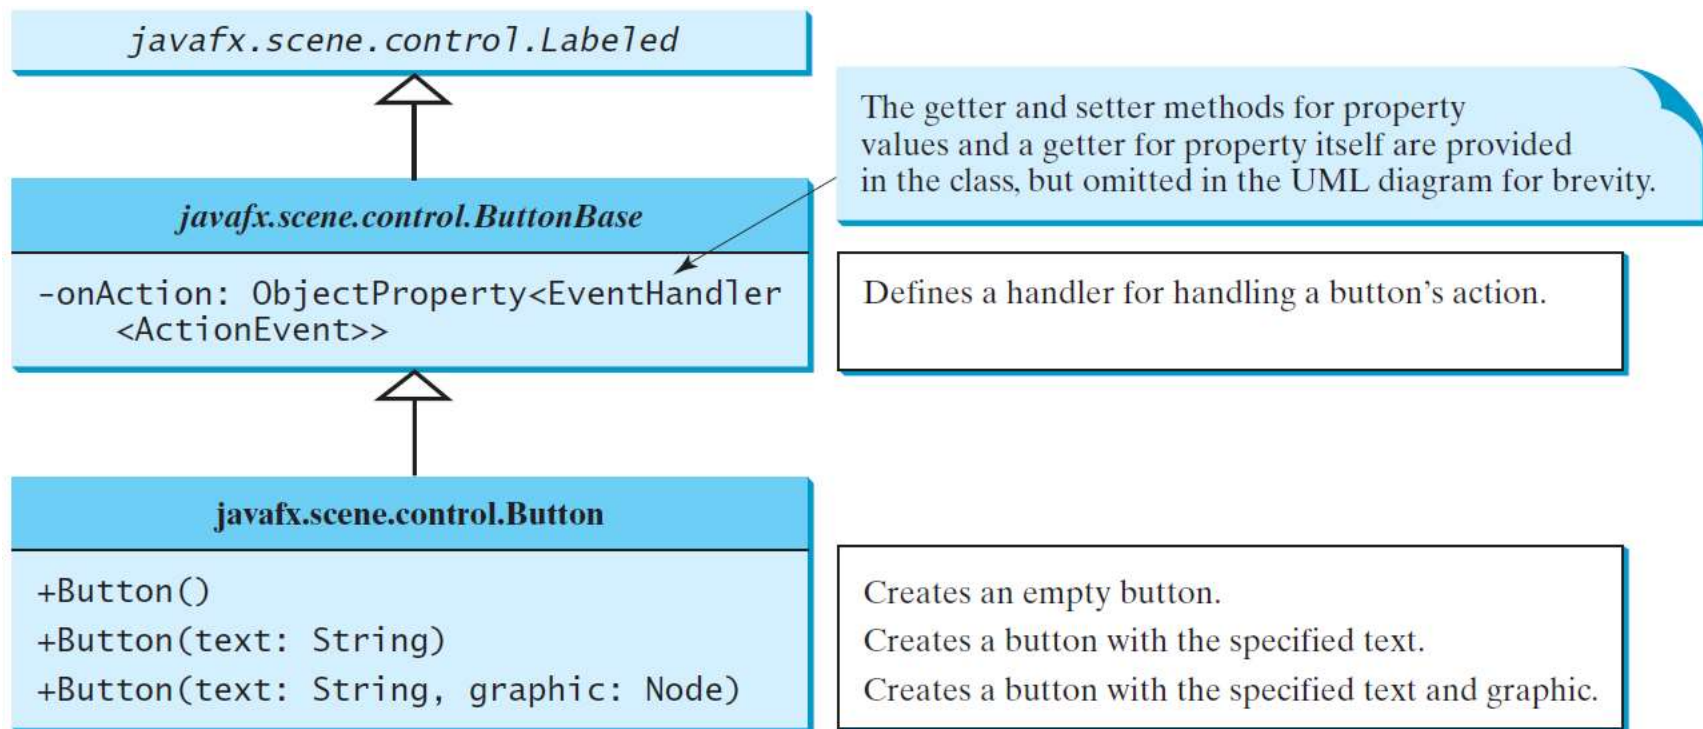 javafx.scene.control.Labeled
The getter and setter methods for property
values and a getter for property itself are provided
in the class, but omitted in the UML diagram for brevity.
javafx.scene.control.ButtonBase
-onAction: ObjectProperty<EventHandler
<ActionEvent>>
Defines a handler for handling a button’s action.
javafx.scene.control.Button
+Button()
Creates an empty button.
+Button(text: String)
Creates a button with the specified text.
+Button(text: String, graphic: Node)
Creates a button with the specified text and graphic.